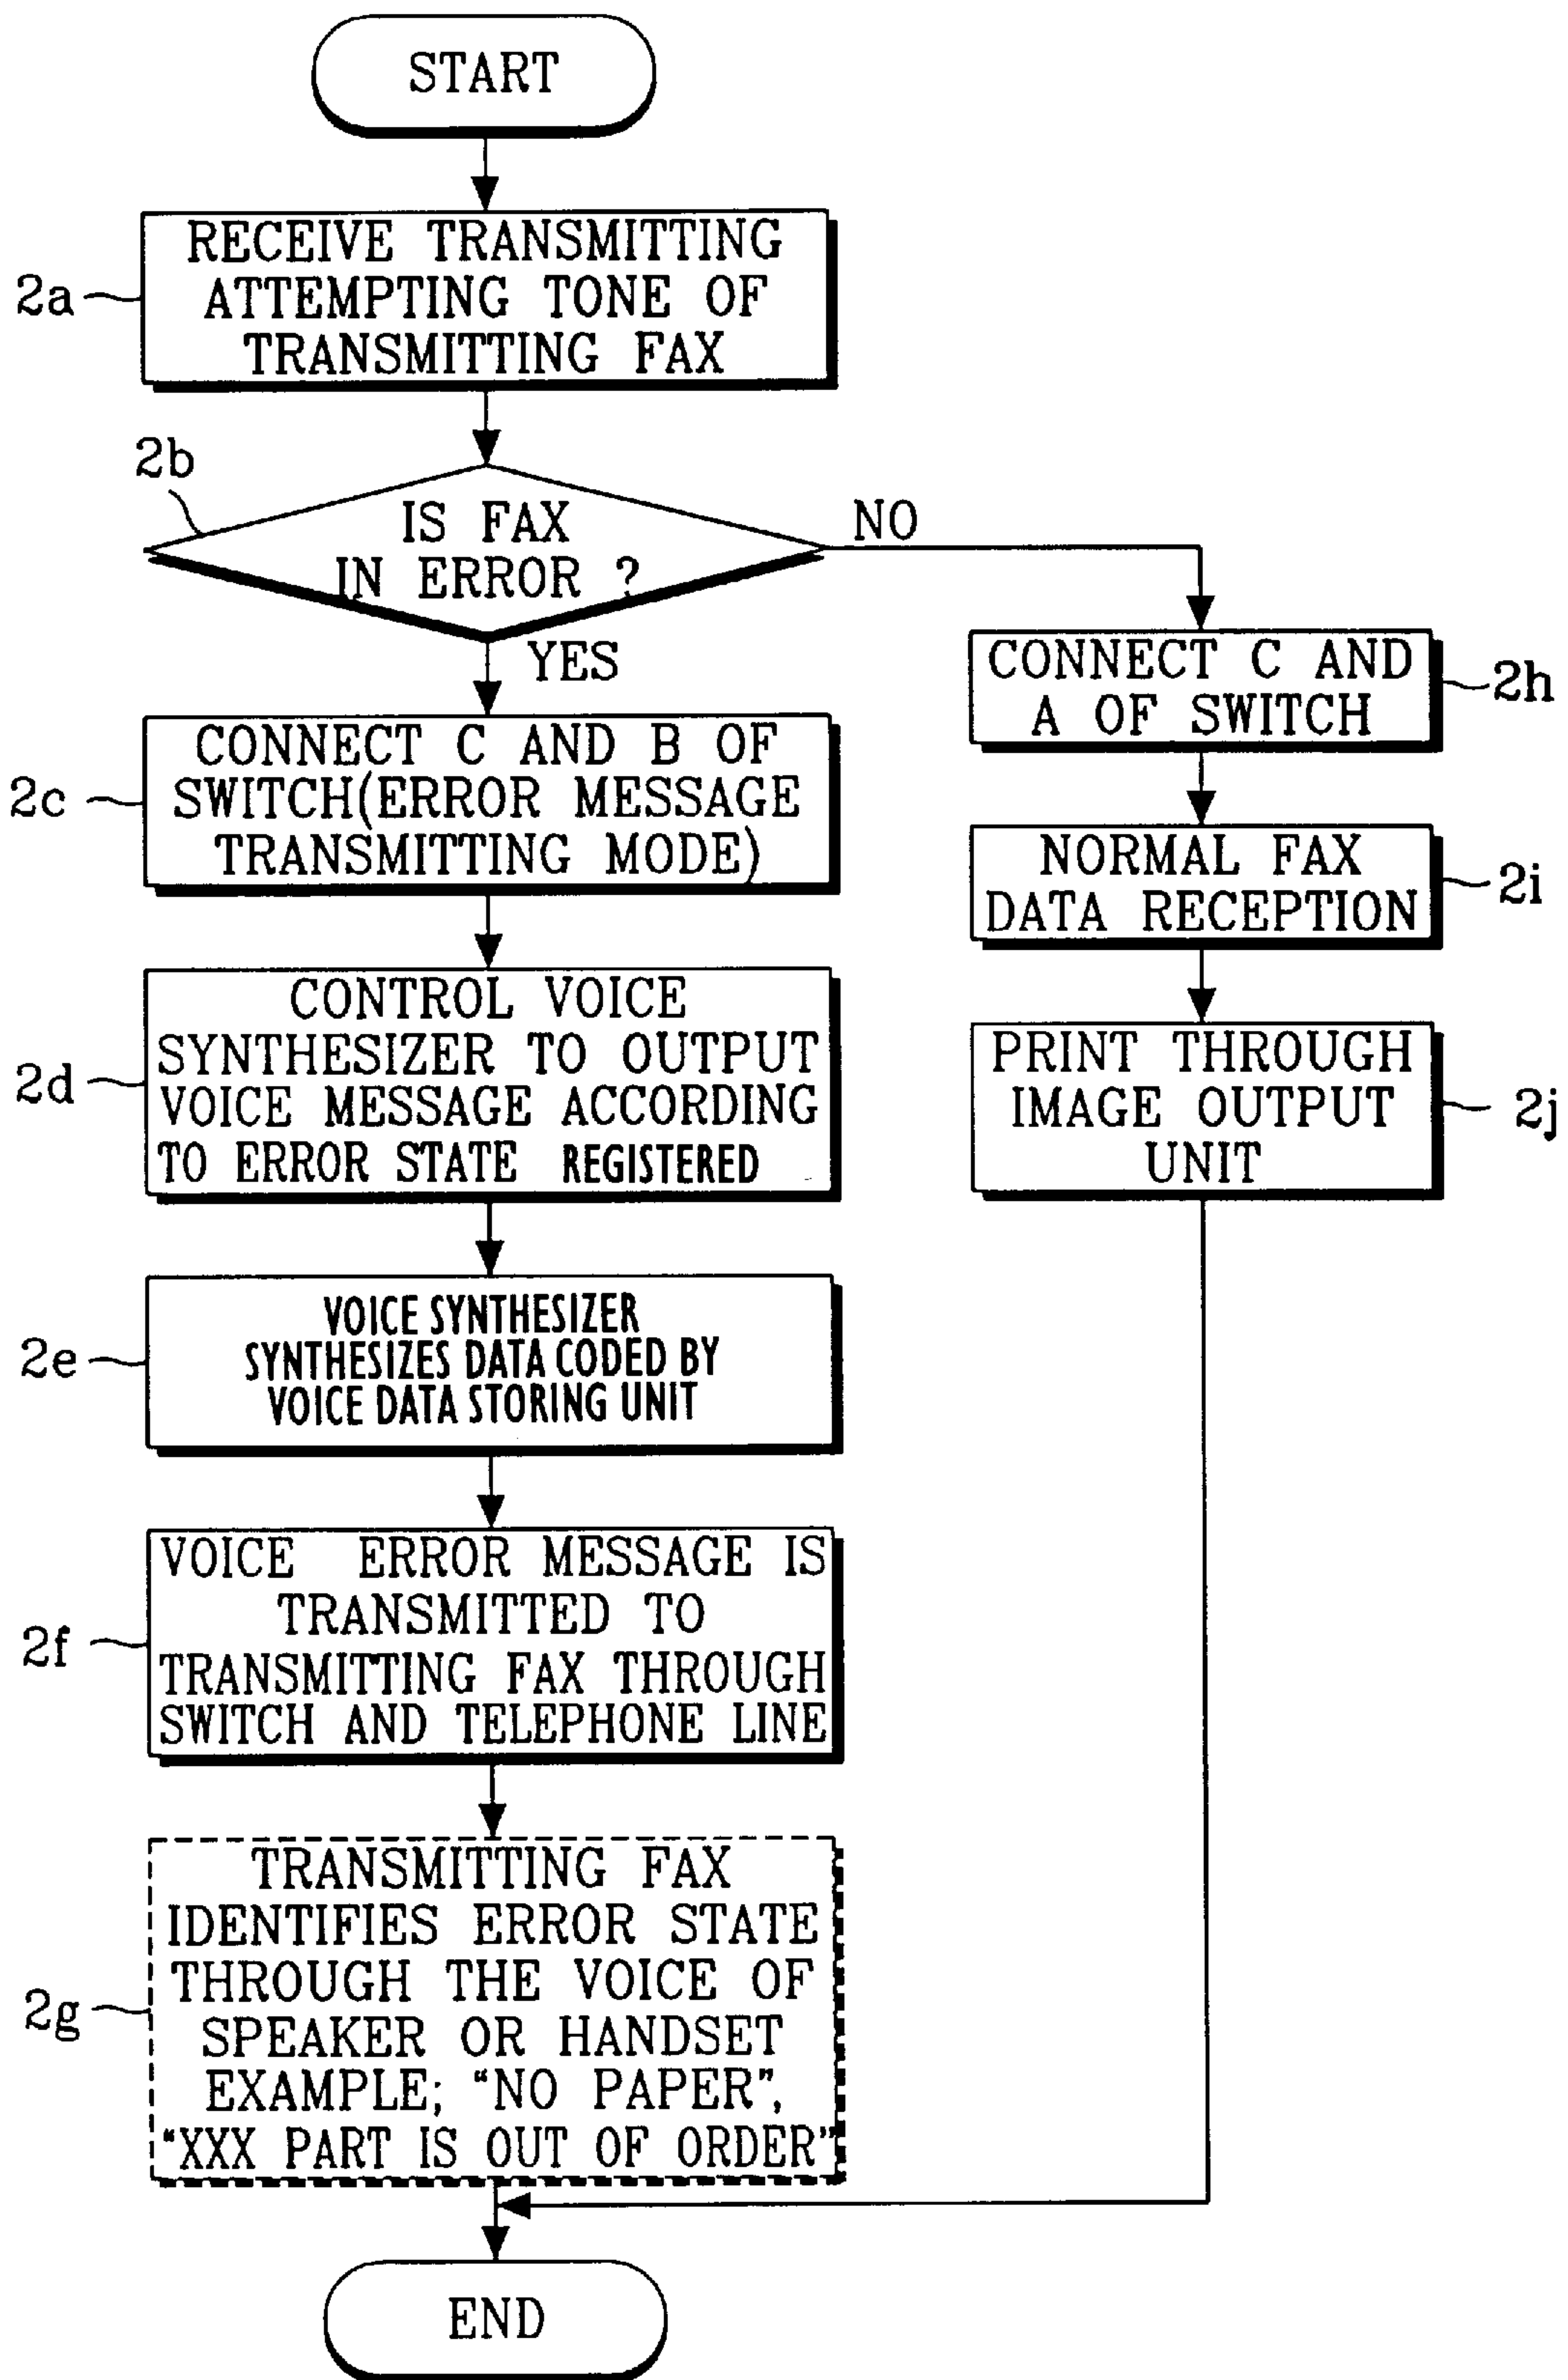 START
RECEIVE TRANSMITTING
ATTEMPTING TONE OF
TRANSMITTING FAX
2a
2b
IS FAX
IN ERROR ?
NO
YES
CONNECT C AND B OF
SWITCH(ERROR MESSAGE
TRANSMITTING MODE)
2c
CONTROL VOICE
SYNTHESIZER TO OUTPUT
VOICE MESSAGE ACCORDING
TO ERROR STATE REGISTERED
2d
VOICE SYNTHESIZER
SYNTHESIZES DATA CODED BY
VOICE DATA STORING UNIT
2e
VOICE ERROR MESSAGE IS
TRANSMITTED TO
TRANSMITTING FAX THROUGH
SWITCH AND TELEPHONE LINE
2f
TRANSMITTING FAX
IDENTIFIES ERROR STATE
THROUGH THE VOICE OF
SPEAKER OR HANDSET
EXAMPLE; “NO PAPER”,
“XXX PART IS OUT OF ORDER”
2g
CONNECT C AND
A OF SWITCH
2h
NORMAL FAX
DATA RECEPTION
2i
PRINT THROUGH
IMAGE OUTPUT
UNIT
2j
END